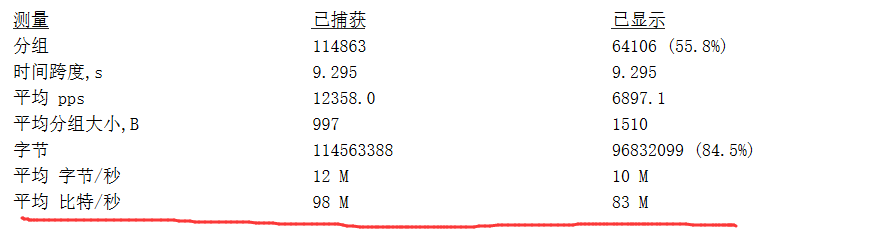 测量 已捕获 已显示
分组 114863 64106 (55.8%)
时间跨度,s 9.295 9.295
平均 pps 12358.0 6897.1
平均分组大小,B 997 1510
字节 114563388 96832099 (84.5%)
平均 字节/秒 12 M 10 M
平均 比特/秒 98 M 83 M